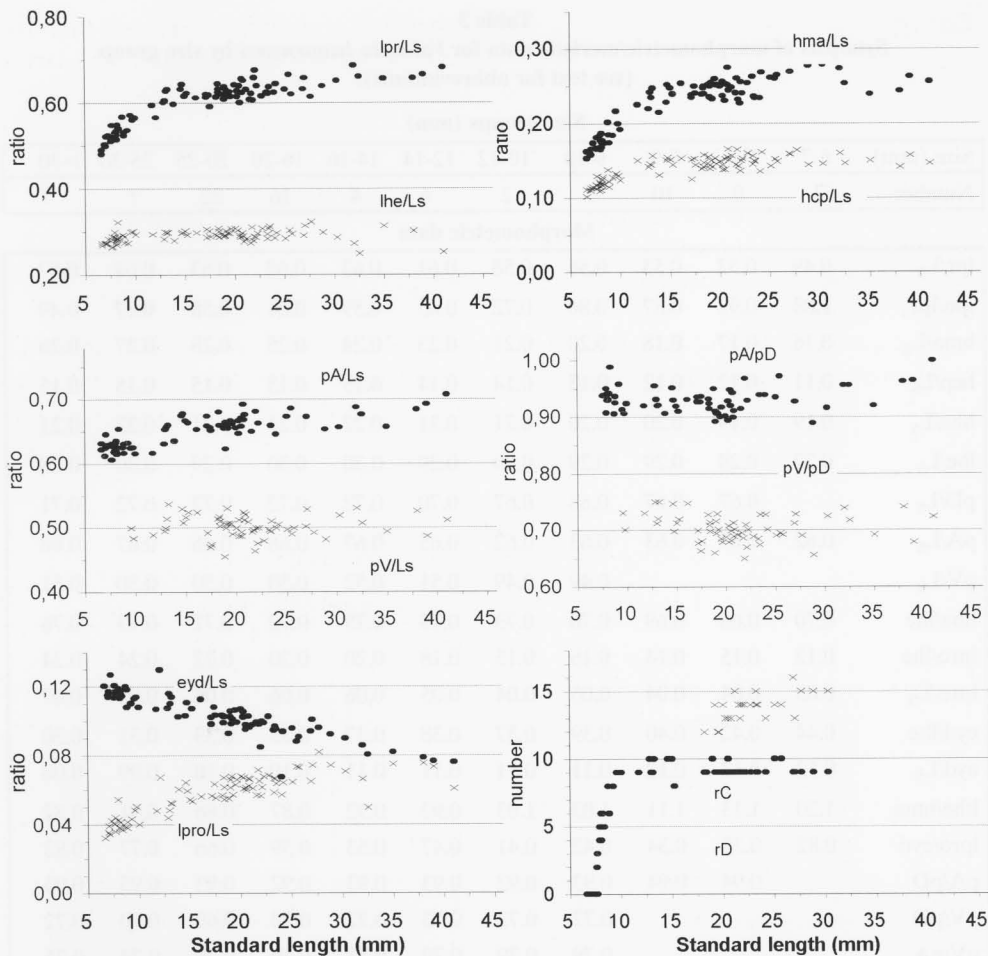 0,80
0,60
0,40
0,20
ratio
lpr/Ls
lhe/Ls
5 10 15 20 25 30 35 40 45
0,30
0,20
0,10
0,00
ratio
hma/Ls
hcp/Ls
5 10 15 20 25 30 35 40 45
0,70
0,60
0,50
0,40
ratio
pA/Ls
pV/Ls
5 10 15 20 25 30 35 40 45
1,00
0,90
0,80
0,70
0,60
ratio
pA/pD
pV/pD
5 10 15 20 25 30 35 40 45
0,12
0,08
0,04
0,00
ratio
eyd/Ls
lpro/Ls
5 10 15 20 25 30 35 40 45
Standard length (mm)
15
10
5
0
number
rC
rD
5 10 15 20 25 30 35 40 45
Standard length (mm)